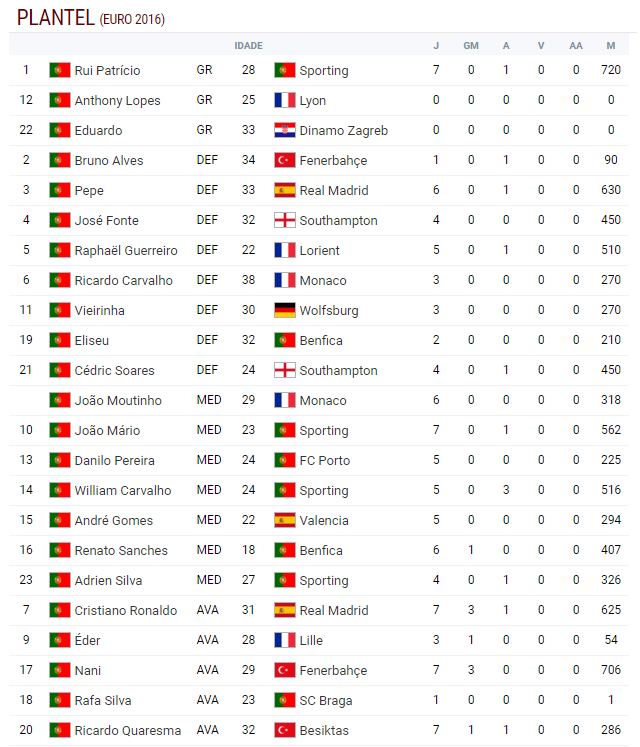 PLANTEL (EURO 2016)
IDADE J GM A V AA M
1 Rui Patrício GR 28 Sporting 7 0 1 0 0 720
12 Anthony Lopes GR 25 Lyon 0 0 0 0 0 0
22 Eduardo GR 33 Dinamo Zagreb 0 0 0 0 0 0
2 Bruno Alves DEF 34 Fenerbahçe 1 0 1 0 0 90
3 Pepe DEF 33 Real Madrid 6 0 1 0 0 630
4 José Fonte DEF 32 Southampton 4 0 0 0 0 450
5 Raphaël Guerreiro DEF 22 Lorient 5 0 1 0 0 510
6 Ricardo Carvalho DEF 38 Monaco 3 0 0 0 0 270
11 Vieirinha DEF 30 Wolfsburg 3 0 0 0 0 270
19 Eliseu DEF 32 Benfica 2 0 0 0 0 210
21 Cédric Soares DEF 24 Southampton 4 0 1 0 0 450
João Moutinho MED 29 Monaco 6 0 0 0 0 318
10 João Mário MED 23 Sporting 7 0 1 0 0 562
13 Danilo Pereira MED 24 FC Porto 5 0 0 0 0 225
14 William Carvalho MED 24 Sporting 5 0 3 0 0 516
15 André Gomes MED 22 Valencia 5 0 0 0 0 294
16 Renato Sanches MED 18 Benfica 6 1 0 0 0 407
23 Adrien Silva MED 27 Sporting 4 0 1 0 0 326
7 Cristiano Ronaldo AVA 31 Real Madrid 7 3 1 0 0 625
9 Éder AVA 28 Lille 3 1 0 0 0 54
17 Nani AVA 29 Fenerbahçe 7 3 0 0 0 706
18 Rafa Silva AVA 23 SC Braga 1 0 0 0 0 1
20 Ricardo Quaresma AVA 32 Besiktas 7 1 1 0 0 286